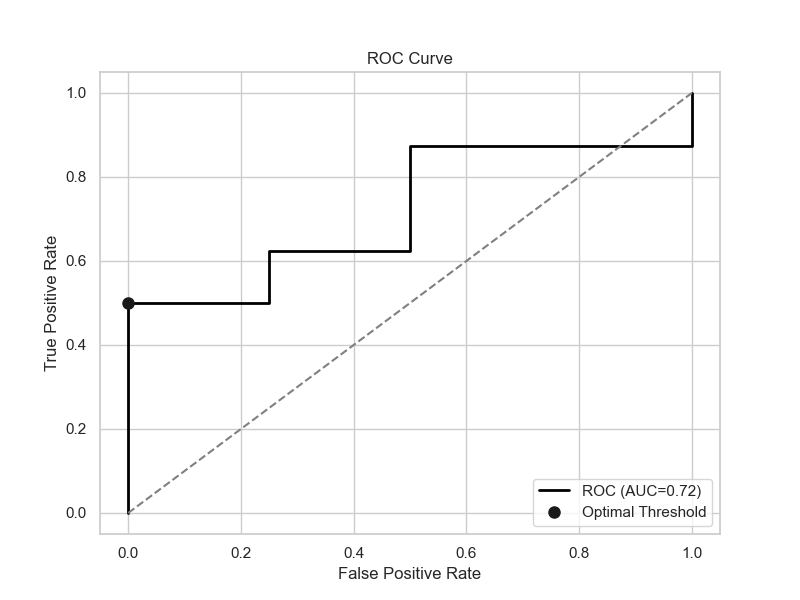 ROC Curve
1.0
0.8
0.6
0.4
0.2
0.0
True Positive Rate
0.0 0.2 0.4 0.6 0.8 1.0
False Positive Rate
ROC (AUC=0.72)
Optimal Threshold